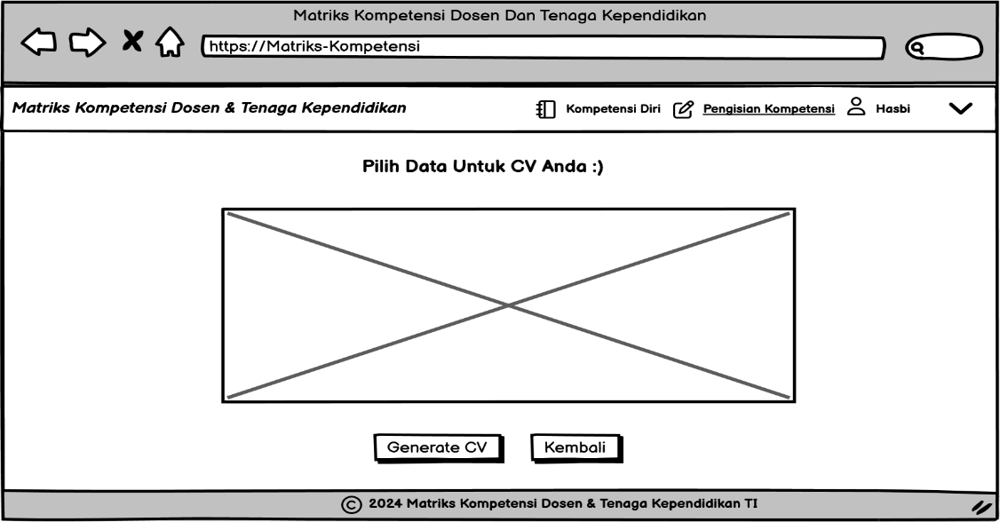 Matriks Kompetensi Dosen Dan Tenaga Kependidikan
https://Matriks-Kompetensi
Matriks Kompetensi Dosen & Tenaga Kependidikan
Kompetensi Diri
Pengisian Kompetensi
Hasbi
Pilih Data Untuk CV Anda :)
Generate CV
Kembali
© 2024 Matriks Kompetensi Dosen & Tenaga Kependidikan TI